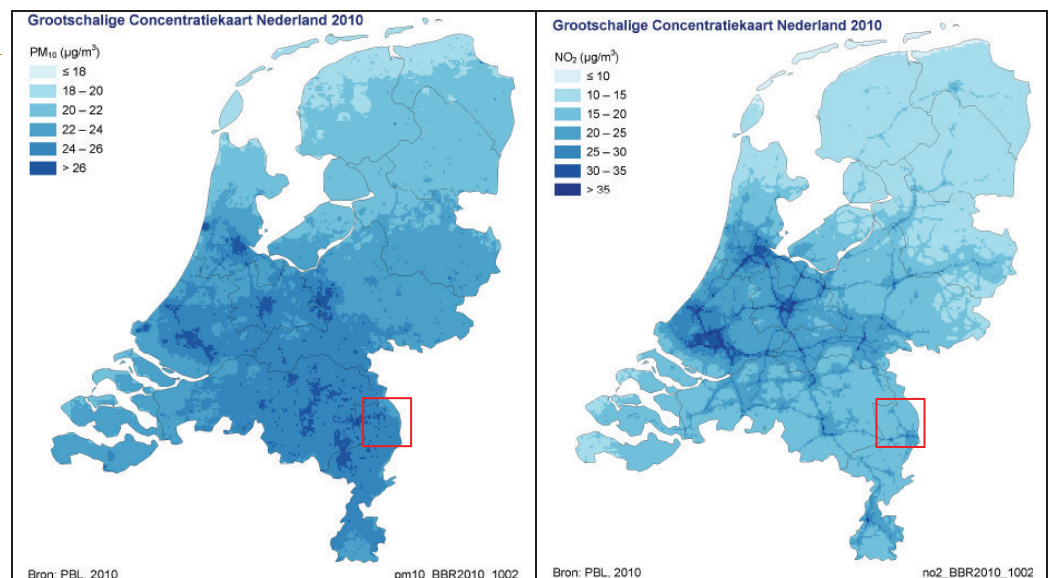 Grootschalige Concentratiekaart Nederland 2010
PM₁₀ (µg/m³)
≤ 18
18 – 20
20 – 22
22 – 24
24 – 26
> 26
Bron: PBL, 2010
pm10_BBR2010_1002
Grootschalige Concentratiekaart Nederland 2010
NO₂ (µg/m³)
≤ 10
10 – 15
15 – 20
20 – 25
25 – 30
30 – 35
> 35
Bron: PBL, 2010
no2_BBR2010_1002